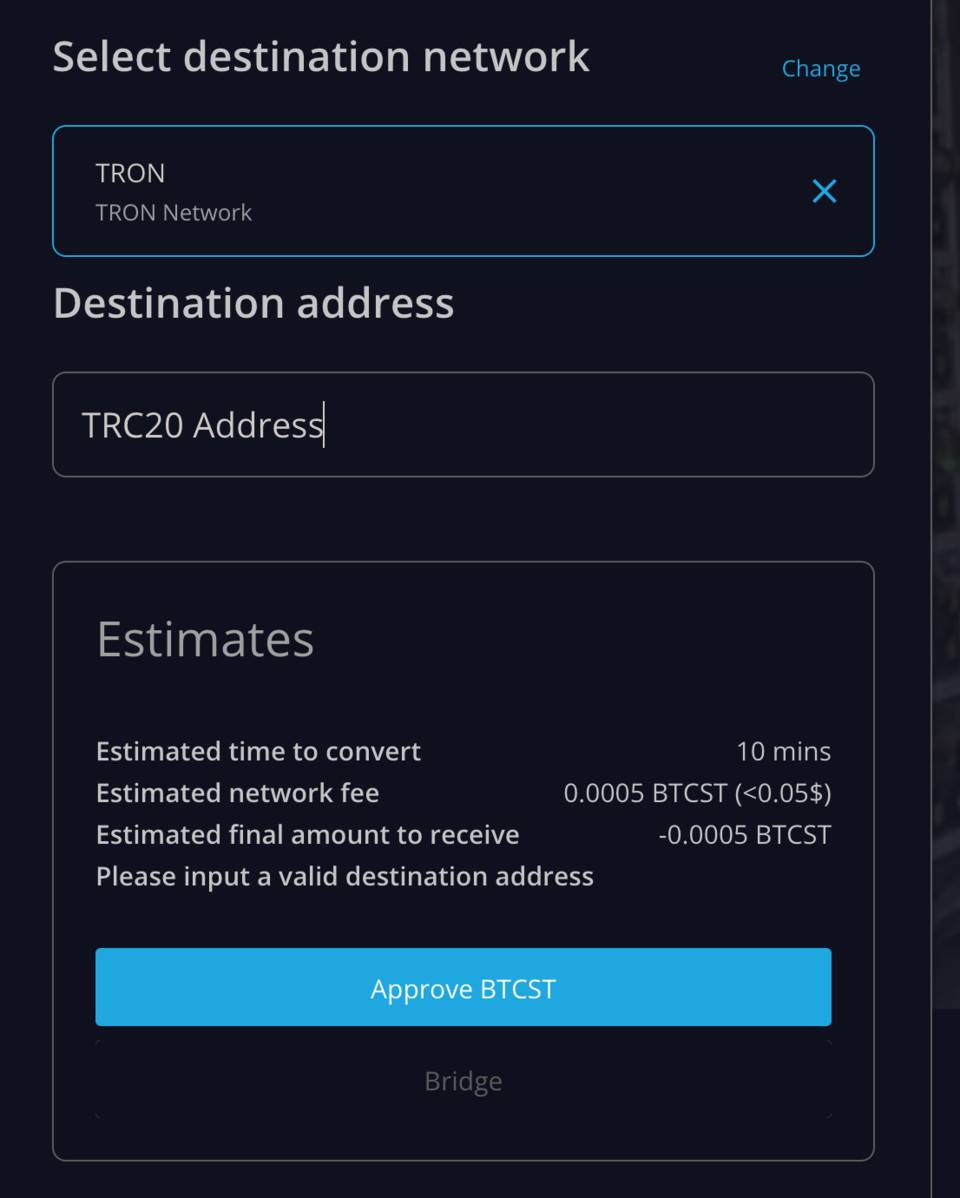 Select destination network
Change
TRON
TRON Network
Destination address
TRC20 Address
Estimates
Estimated time to convert 10 mins
Estimated network fee 0.0005 BTCST (<0.05$)
Estimated final amount to receive -0.0005 BTCST
Please input a valid destination address
Approve BTCST
Bridge